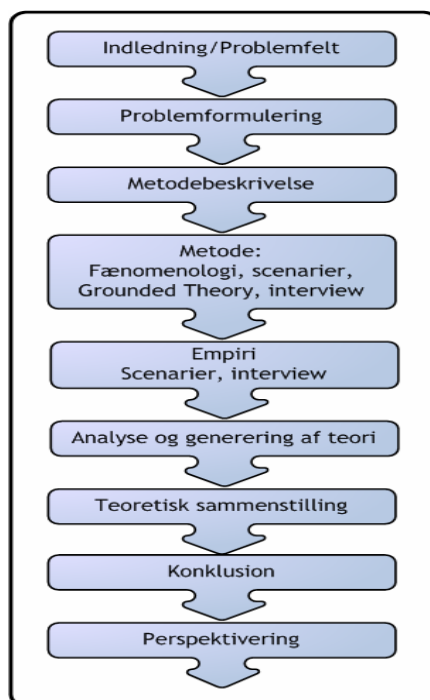 Indledning/Problemfelt
Problemformulering
Metodebeskrivelse
Metode:
Fænomenologi, scenarier,
Grounded Theory, interview
Empiri
Scenarier, interview
Analyse og generering af teori
Teoretisk sammenstilling
Konklusion
Perspektivering